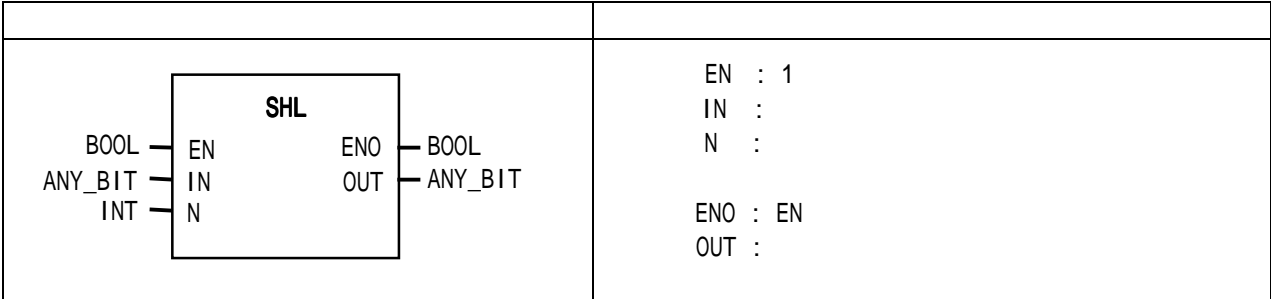 SHL
BOOL EN ENO BOOL
ANY_BIT IN OUT ANY_BIT
INT N
EN : 1
IN :
N :
ENO : EN
OUT :